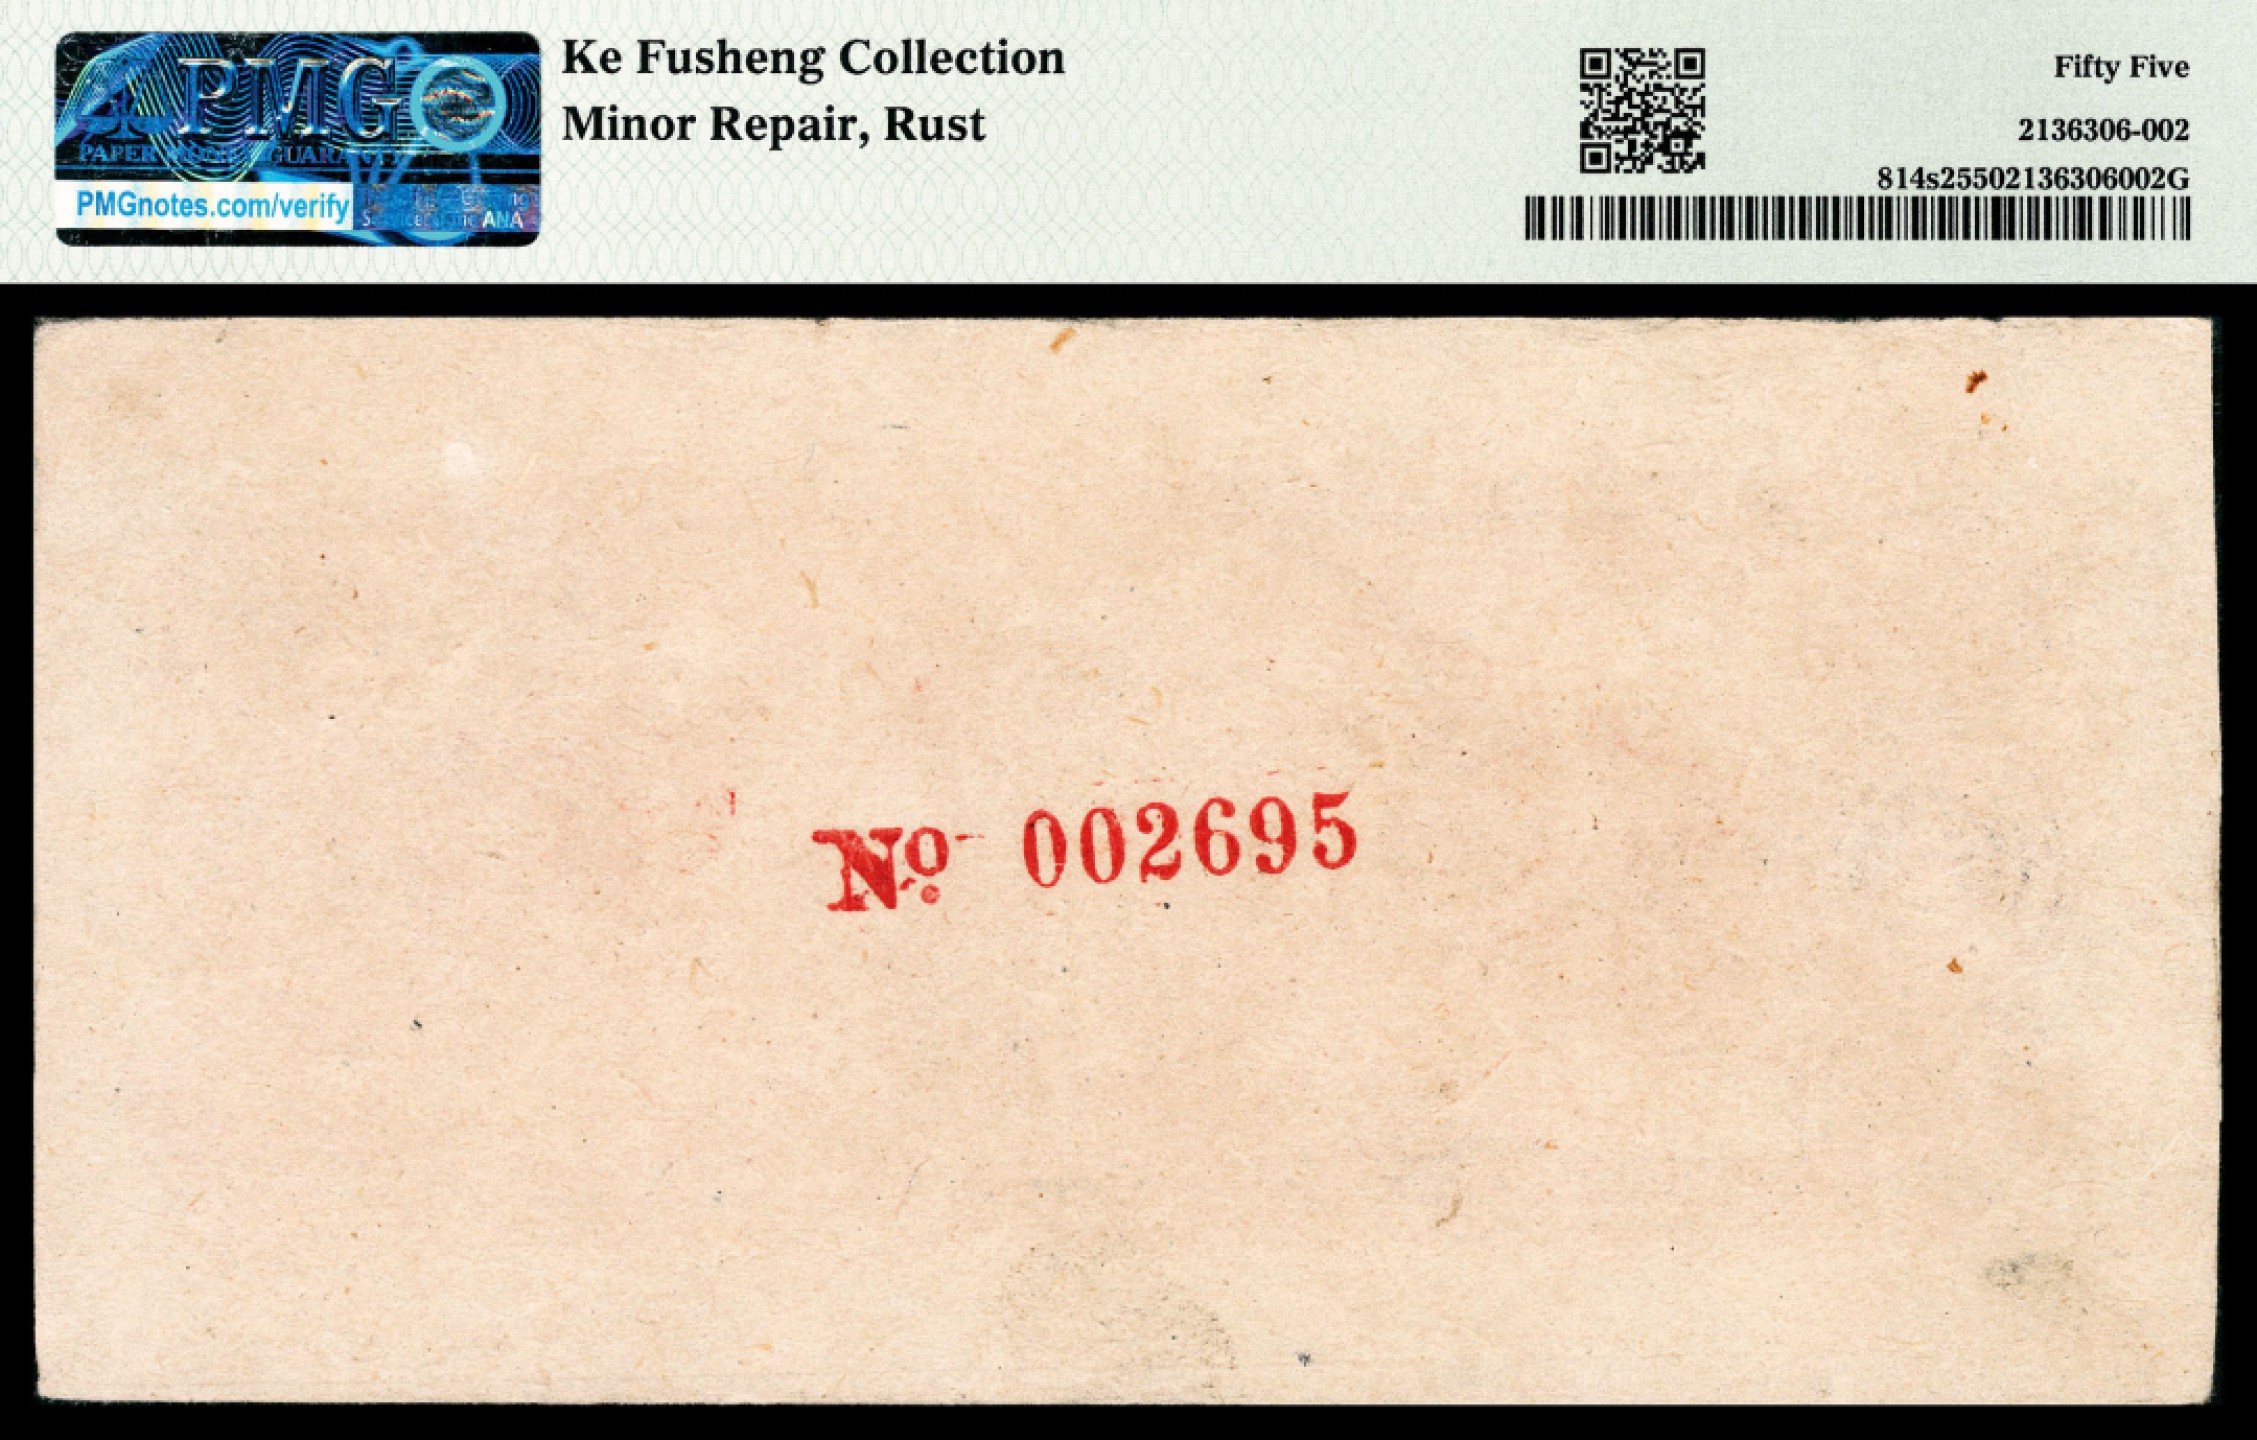 PMG
PAPER MONEY GUARANTY
PMGnotes.com/verify
ANA
Ke Fusheng Collection
Minor Repair, Rust
Fifty Five
2136306-002
814s25502136306002G
No 002695